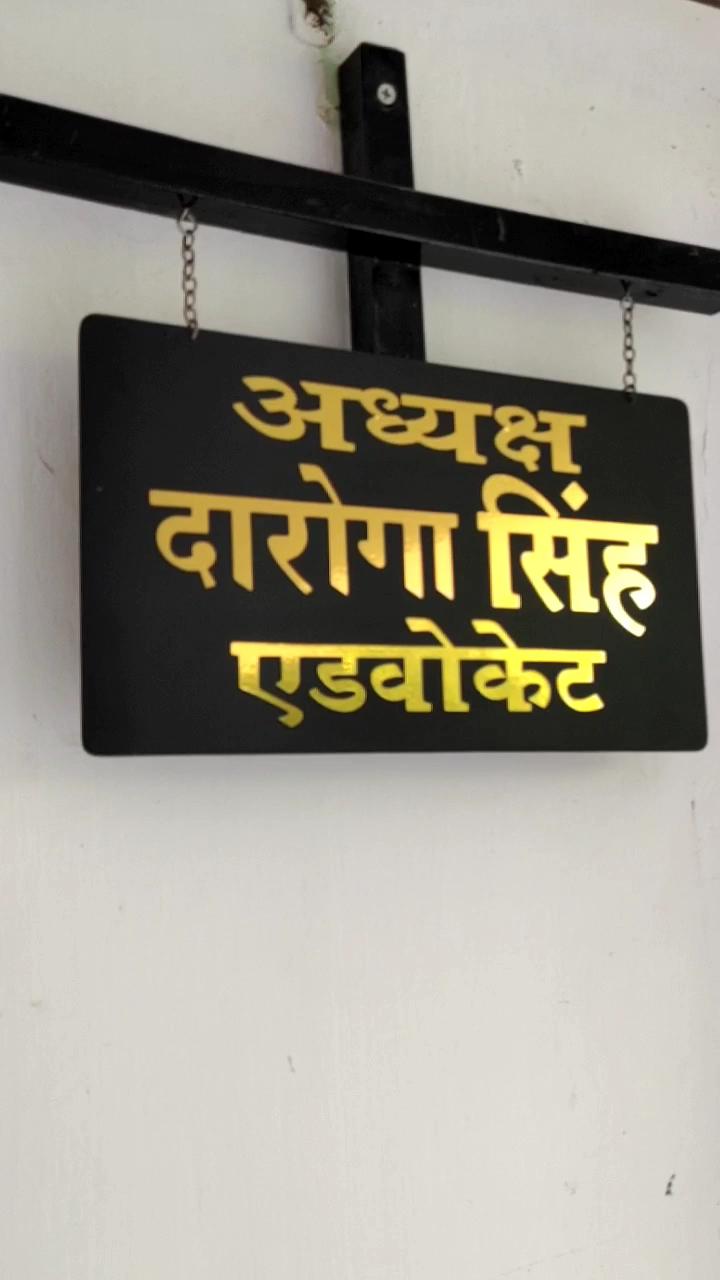 अध्यक्ष
दारोगा सिंह
एडवोकेट